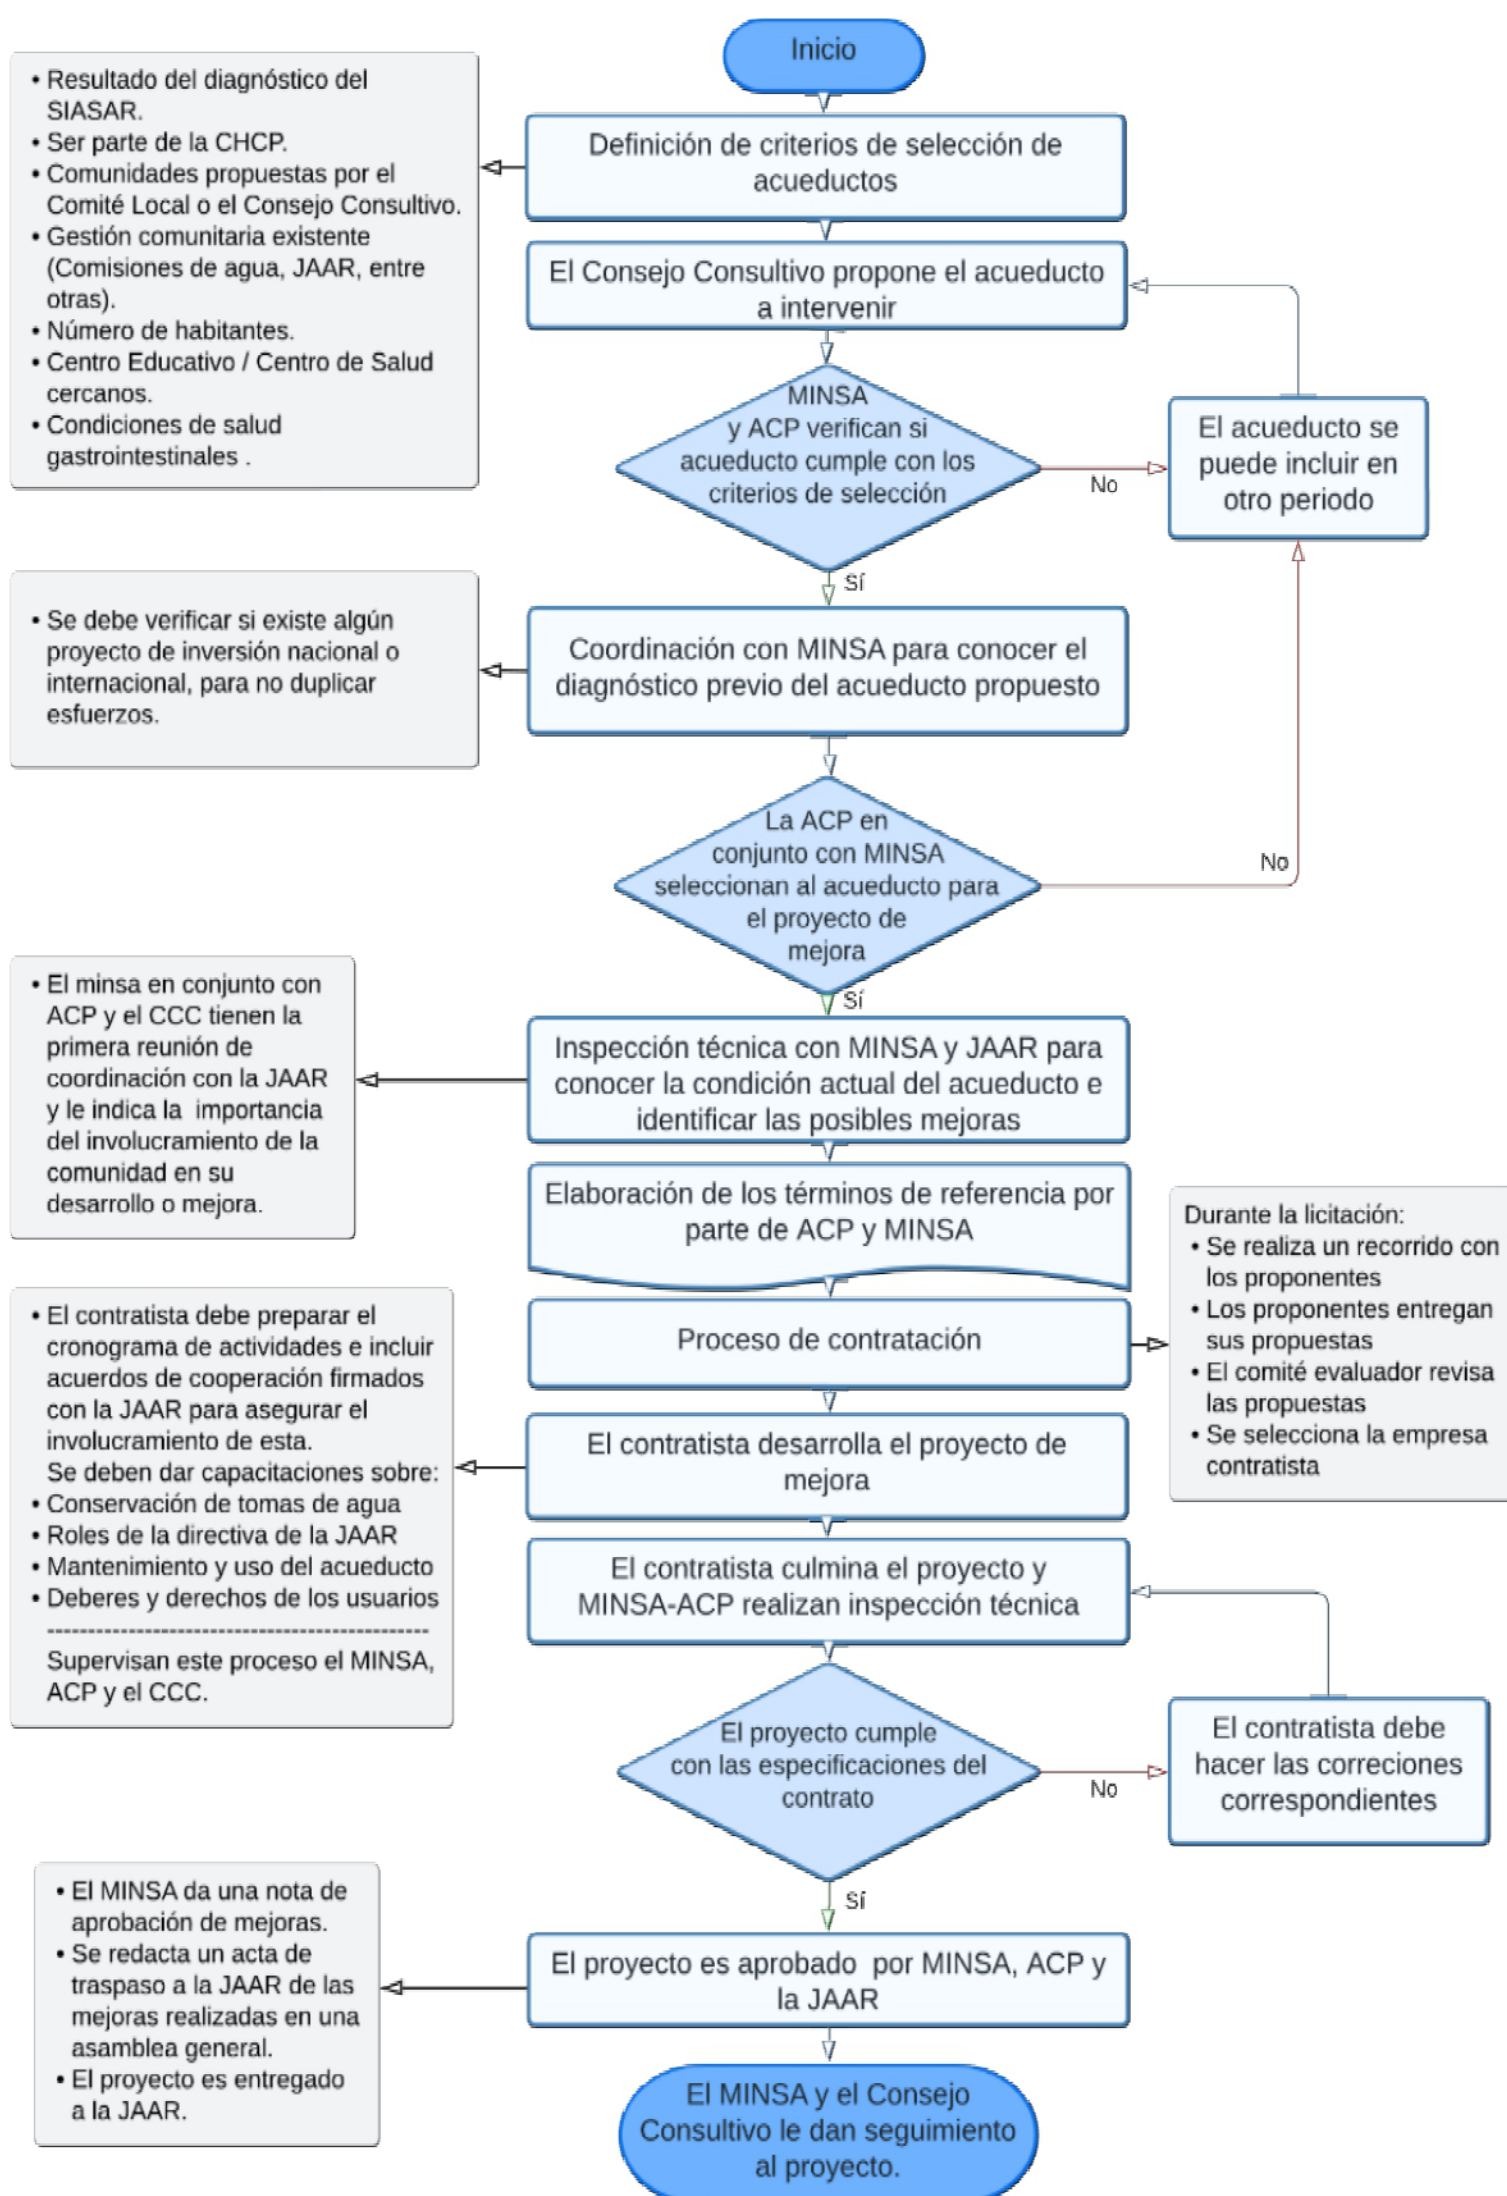 Inicio
• Resultado del diagnóstico del
SIASAR.
• Ser parte de la CHCP.
• Comunidades propuestas por el
Comité Local o el Consejo Consultivo.
• Gestión comunitaria existente
(Comisiones de agua, JAAR, entre
otras).
• Número de habitantes.
• Centro Educativo / Centro de Salud
cercanos.
• Condiciones de salud
gastrointestinales .
Definición de criterios de selección de
acueductos
El Consejo Consultivo propone el acueducto
a intervenir
MINSA
y ACP verifican si
acueducto cumple con los
criterios de selección
No
El acueducto se
puede incluir en
otro periodo
Sí
• Se debe verificar si existe algún
proyecto de inversión nacional o
internacional, para no duplicar
esfuerzos.
Coordinación con MINSA para conocer el
diagnóstico previo del acueducto propuesto
La ACP en
conjunto con MINSA
seleccionan al acueducto para
el proyecto de
mejora
No
Sí
• El minsa en conjunto con
ACP y el CCC tienen la
primera reunión de
coordinación con la JAAR
y le indica la importancia
del involucramiento de la
comunidad en su
desarrollo o mejora.
Inspección técnica con MINSA y JAAR para
conocer la condición actual del acueducto e
identificar las posibles mejoras
Elaboración de los términos de referencia por
parte de ACP y MINSA
Proceso de contratación
Durante la licitación:
• Se realiza un recorrido con
los proponentes
• Los proponentes entregan
sus propuestas
• El comité evaluador revisa
las propuestas
• Se selecciona la empresa
contratista
• El contratista debe preparar el
cronograma de actividades e incluir
acuerdos de cooperación firmados
con la JAAR para asegurar el
involucramiento de esta.
Se deben dar capacitaciones sobre:
• Conservación de tomas de agua
• Roles de la directiva de la JAAR
• Mantenimiento y uso del acueducto
• Deberes y derechos de los usuarios
-----------------------------------------------
Supervisan este proceso el MINSA,
ACP y el CCC.
El contratista desarrolla el proyecto de
mejora
El contratista culmina el proyecto y
MINSA-ACP realizan inspección técnica
El proyecto cumple
con las especificaciones del
contrato
No
El contratista debe
hacer las correciones
correspondientes
Sí
• El MINSA da una nota de
aprobación de mejoras.
• Se redacta un acta de
traspaso a la JAAR de las
mejoras realizadas en una
asamblea general.
• El proyecto es entregado
a la JAAR.
El proyecto es aprobado por MINSA, ACP y
la JAAR
El MINSA y el Consejo
Consultivo le dan seguimiento
al proyecto.